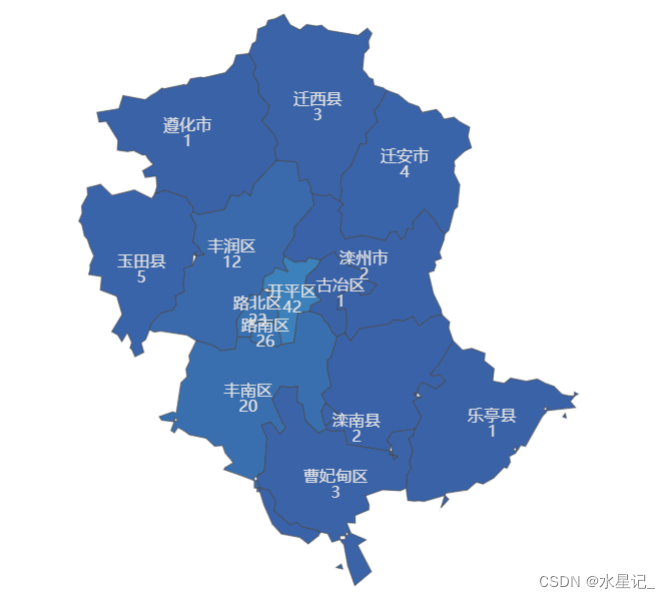 迁西县
3
遵化市
1
迁安市
4
丰润区
12
滦州市
2
玉田县
5
古冶区
1
开平区
42
路北区
路南区
26
丰南区
20
乐亭县
1
滦南县
2
曹妃甸区
3
CSDN @水星记_